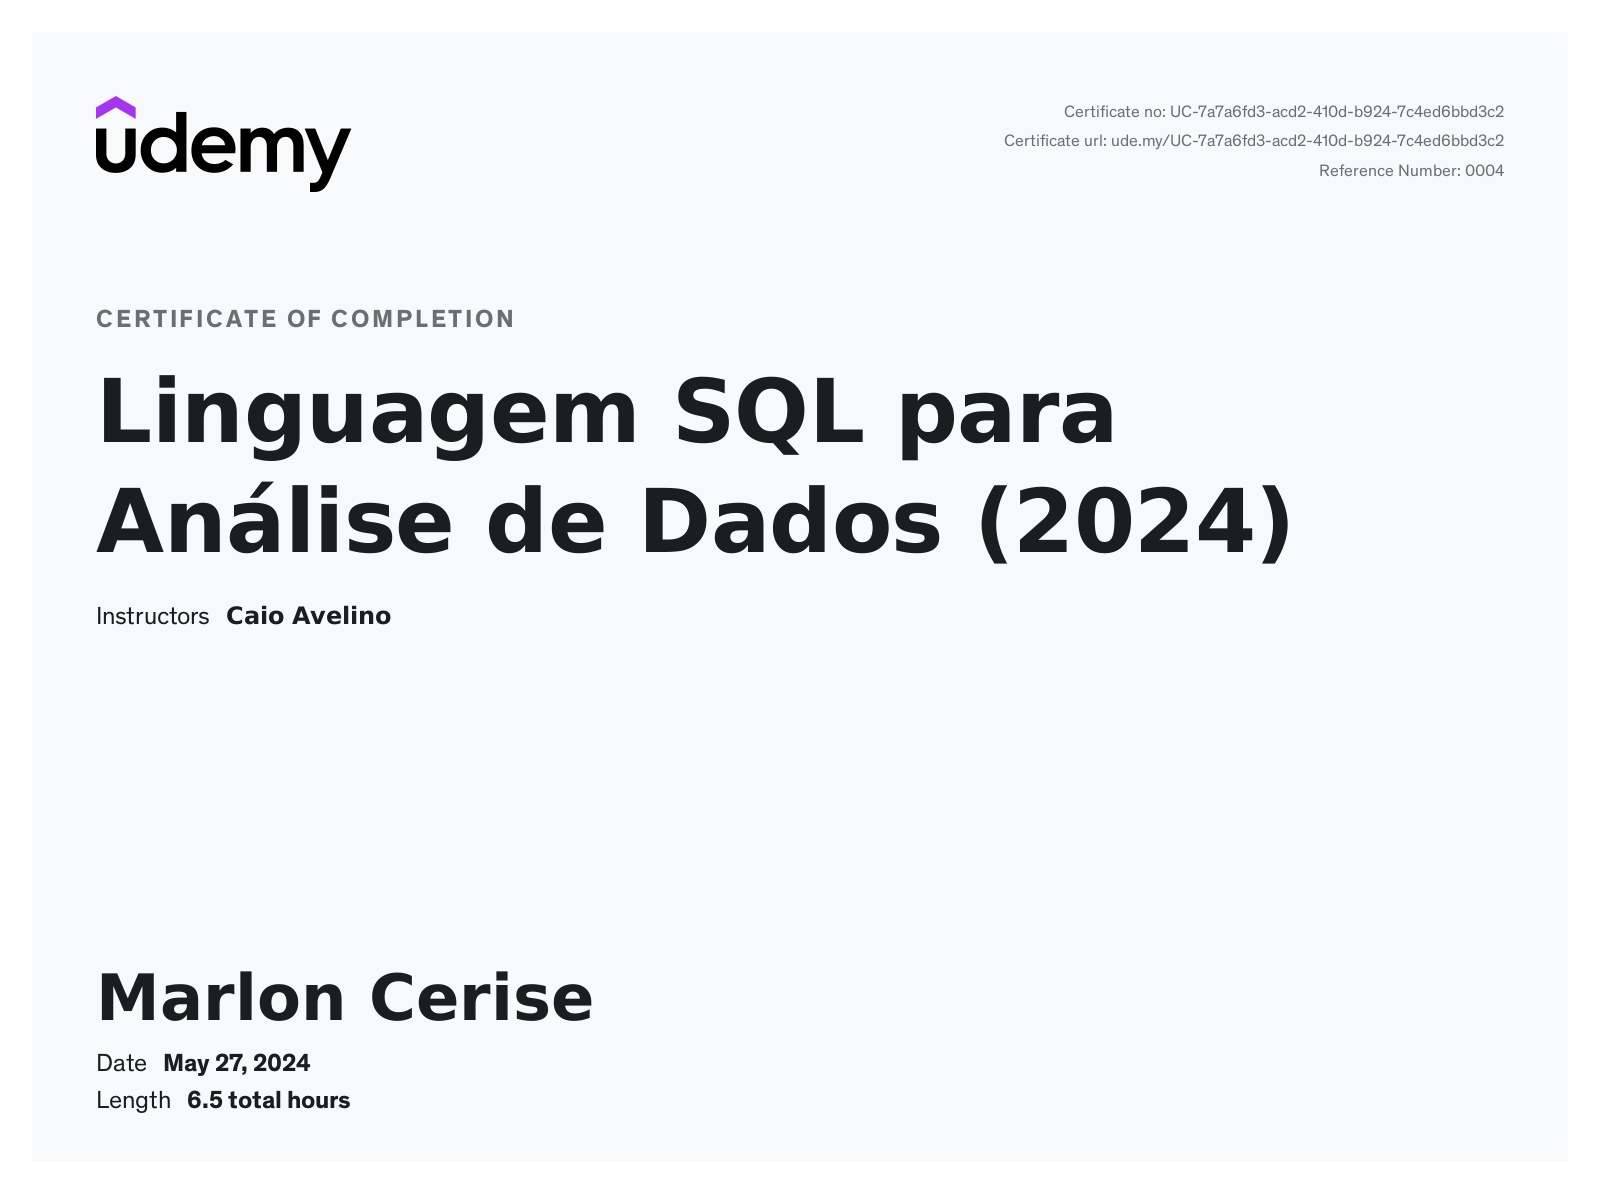 udemy
Certificate no: UC-7a7a6fd3-acd2-410d-b924-7c4ed6bbd3c2
Certificate url: ude.my/UC-7a7a6fd3-acd2-410d-b924-7c4ed6bbd3c2
Reference Number: 0004
CERTIFICATE OF COMPLETION
Linguagem SQL para
Análise de Dados (2024)
Instructors Caio Avelino
Marlon Cerise
Date May 27, 2024
Length 6.5 total hours